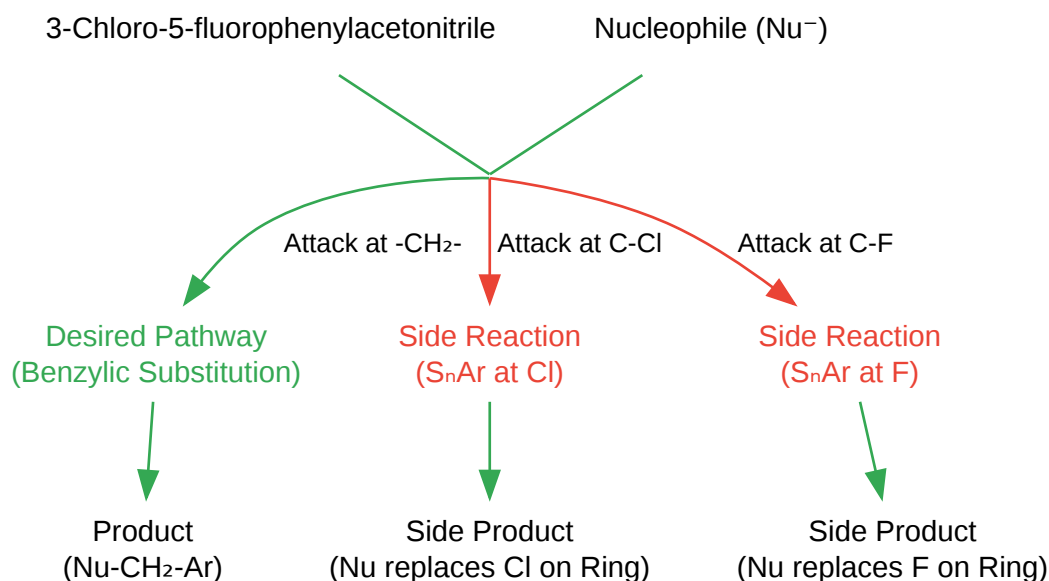 3-Chloro-5-fluorophenylacetonitrile
Nucleophile (Nu⁻)
Attack at -CH₂-
Attack at C-Cl
Attack at C-F
Desired Pathway
(Benzylic Substitution)
Side Reaction
(SₙAr at Cl)
Side Reaction
(SₙAr at F)
Product
(Nu-CH₂-Ar)
Side Product
(Nu replaces Cl on Ring)
Side Product
(Nu replaces F on Ring)